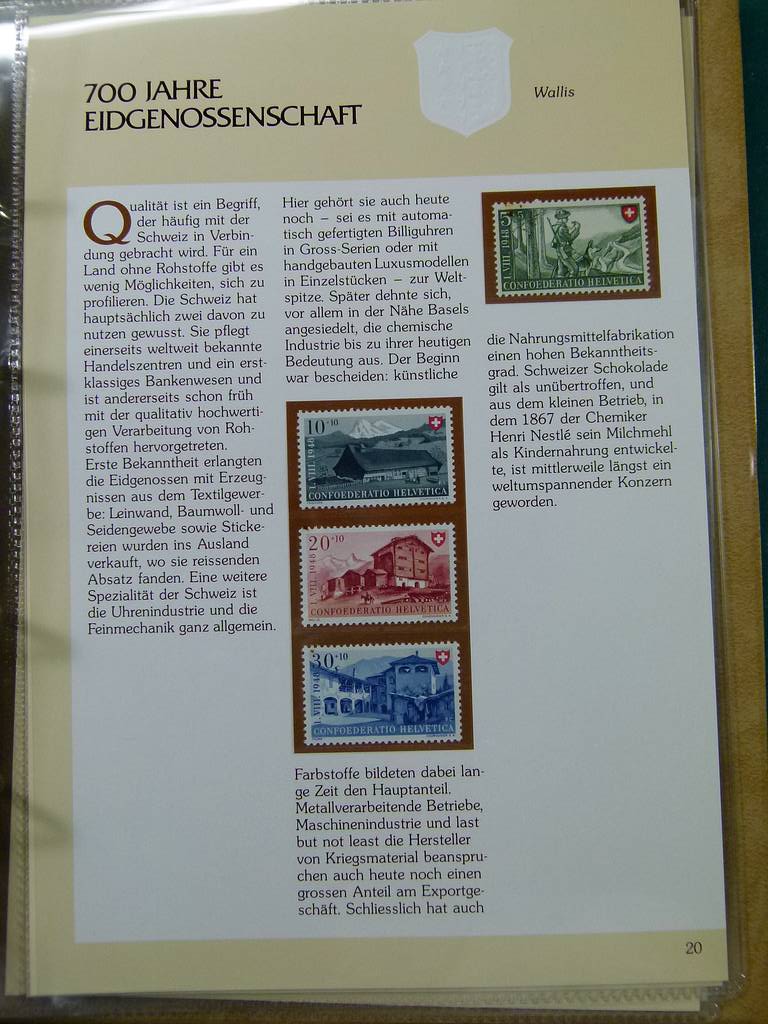 700 JAHRE
EIDGENOSSENSCHAFT
Wallis
Qualität ist ein Begriff,
der häufig mit der
Schweiz in Verbin-
dung gebracht wird. Für ein
Land ohne Rohstoffe gibt es
wenig Möglichkeiten, sich zu
profilieren. Die Schweiz hat
hauptsächlich zwei davon zu
nutzen gewusst. Sie pflegt
einerseits weltweit bekannte
Handelszentren und ein erst-
klassiges Bankenwesen und
ist andererseits schon früh
mit der qualitativ hochwerti-
gen Verarbeitung von Roh-
stoffen hervorgetreten.
Erste Bekanntheit erlangten
die Eidgenossen mit Erzeug-
nissen aus dem Textilgewer-
be: Leinwand, Baumwoll- und
Seidengewebe sowie Sticke-
reien wurden ins Ausland
verkauft, wo sie reissenden
Absatz fanden. Eine weitere
Spezialität der Schweiz ist
die Uhrenindustrie und die
Feinmechanik ganz allgemein.
Hier gehört sie auch heute
noch – sei es mit automa-
tisch gefertigten Billiguhren
in Gross-Serien oder mit
handgebauten Luxusmodellen
in Einzelstücken – zur Welt-
spitze. Später dehnte sich,
vor allem in der Nähe Basels
angesiedelt, die chemische
Industrie bis zu ihrer heutigen
Bedeutung aus. Der Beginn
war bescheiden: künstliche
10+10
I. VIII. 1948
CONFOEDERATIO HELVETICA
20+10
I. VIII. 1948
CONFOEDERATIO HELVETICA
30+10
I. VIII. 1948
CONFOEDERATIO HELVETICA
Farbstoffe bildeten dabei lan-
ge Zeit den Hauptanteil.
Metallverarbeitende Betriebe,
Maschinenindustrie und last
but not least die Hersteller
von Kriegsmaterial beanspru-
chen auch heute noch einen
grossen Anteil am Exportge-
schäft. Schliesslich hat auch
5+5
I. VIII. 1948
CONFOEDERATIO HELVETICA
die Nahrungsmittelfabrikation
einen hohen Bekanntheits-
grad. Schweizer Schokolade
gilt als unübertroffen, und
aus dem kleinen Betrieb, in
dem 1867 der Chemiker
Henri Nestlé sein Milchmehl
als Kindernahrung entwickel-
te, ist mittlerweile längst ein
weltumspannender Konzern
geworden.
20